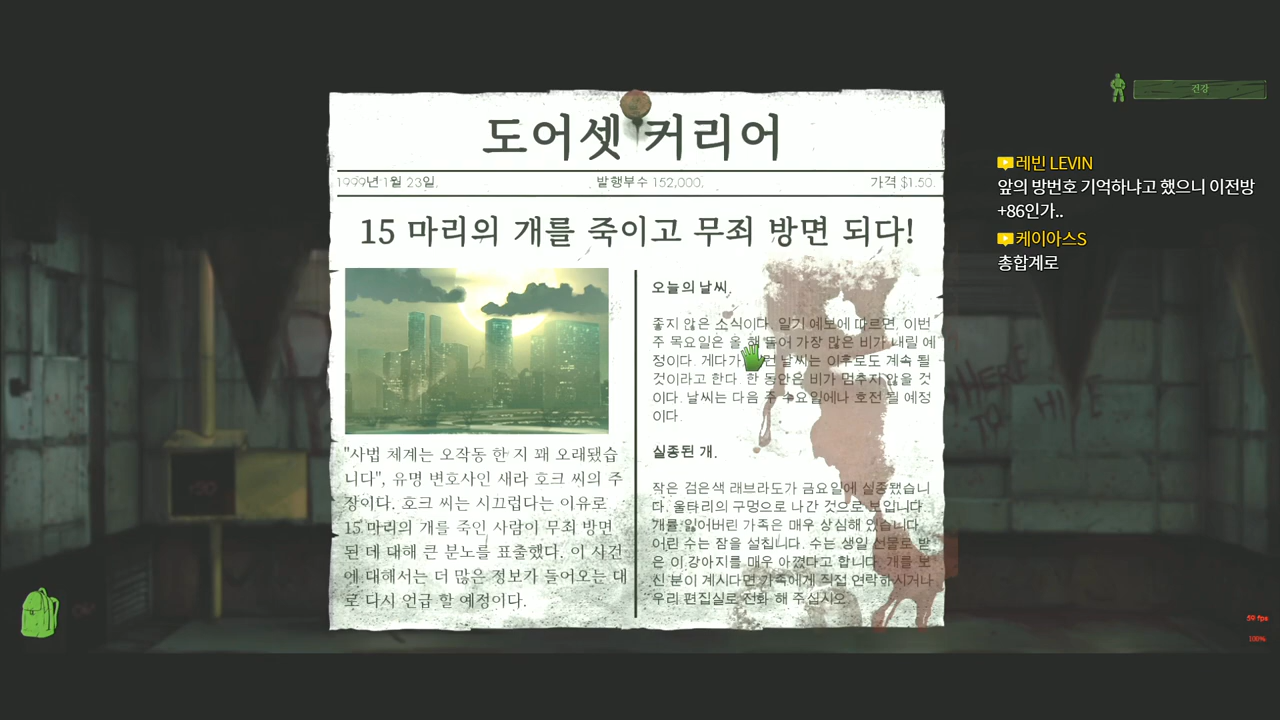 도어셋 커리어
1999년 1월 23일,
발행부수 152,000,
가격 $1.50.
15 마리의 개를 죽이고 무죄 방면 되다!
"사법 체계는 오작동 한 지 꽤 오래됐습
니다", 유명 변호사인 새라 호크 씨의 주
장이다. 호크 씨는 시끄럽다는 이유로
15 마리의 개를 죽인 사람이 무죄 방면
된 데 대해 큰 분노를 표출했다. 이 사건
에 대해서는 더 많은 정보가 들어오는 대
로 다시 언급 할 예정이다.
오늘의 날씨.
좋지 않은 소식이다. 일기 예보에 따르면, 이번
주 목요일은 올 해 들어 가장 많은 비가 내릴 예
정이다. 게다가 런 날씨는 이후로도 계속 될
것이라고 한다. 한 동안은 비가 멈추지 않을 것
이다. 날씨는 다음 주 수요일에나 호전 될 예정
이다.
실종된 개.
작은 검은색 래브라도가 금요일에 실종됐습니
다. 울타리의 구멍으로 나간 것으로 보입니다.
개를 잃어버린 가족은 매우 상심해 있습니다.
어린 수는 잠을 설칩니다. 수는 생일 선물로 받
은 이 강아지를 매우 아꼈다고 합니다. 개를 보
신 분이 계시다면 가족에게 직접 연락하시거나
우리 편집실로 전화 해 주십시오.
건강
레빈 LEVIN
앞의 방번호 기억하냐고 했으니 이전방
+86인가..
케이아스S
총합계로
HERE
TO HIDE
59 fps
100%